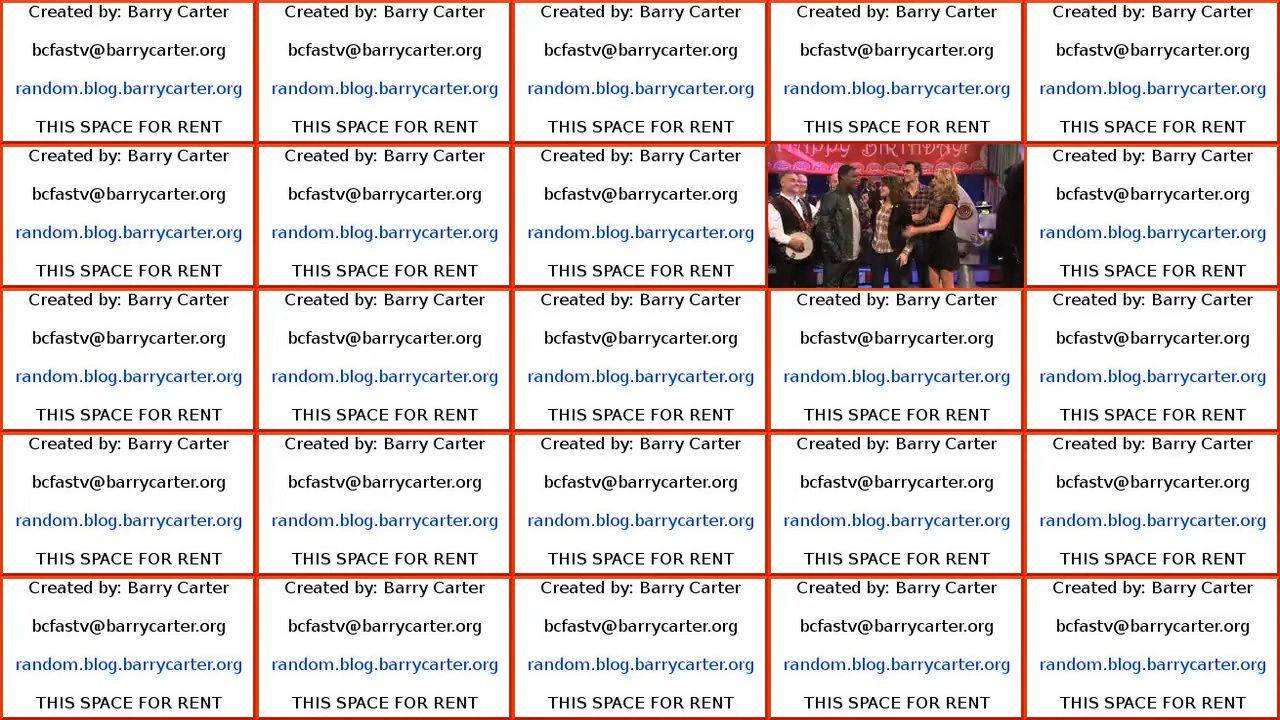 Created by: Barry Carter Created by: Barry Carter Created by: Barry Carter Created by: Barry Carter Created by: Barry Carter
bcfastv@barrycarter.org bcfastv@barrycarter.org bcfastv@barrycarter.org bcfastv@barrycarter.org bcfastv@barrycarter.org
random.blog.barrycarter.org random.blog.barrycarter.org random.blog.barrycarter.org random.blog.barrycarter.org random.blog.barrycarter.org
THIS SPACE FOR RENT THIS SPACE FOR RENT THIS SPACE FOR RENT THIS SPACE FOR RENT THIS SPACE FOR RENT
Created by: Barry Carter Created by: Barry Carter Created by: Barry Carter HAPPY BIRTHDAY! Created by: Barry Carter
bcfastv@barrycarter.org bcfastv@barrycarter.org bcfastv@barrycarter.org bcfastv@barrycarter.org
random.blog.barrycarter.org random.blog.barrycarter.org random.blog.barrycarter.org random.blog.barrycarter.org
THIS SPACE FOR RENT THIS SPACE FOR RENT THIS SPACE FOR RENT THIS SPACE FOR RENT
Created by: Barry Carter Created by: Barry Carter Created by: Barry Carter Created by: Barry Carter Created by: Barry Carter
bcfastv@barrycarter.org bcfastv@barrycarter.org bcfastv@barrycarter.org bcfastv@barrycarter.org bcfastv@barrycarter.org
random.blog.barrycarter.org random.blog.barrycarter.org random.blog.barrycarter.org random.blog.barrycarter.org random.blog.barrycarter.org
THIS SPACE FOR RENT THIS SPACE FOR RENT THIS SPACE FOR RENT THIS SPACE FOR RENT THIS SPACE FOR RENT
Created by: Barry Carter Created by: Barry Carter Created by: Barry Carter Created by: Barry Carter Created by: Barry Carter
bcfastv@barrycarter.org bcfastv@barrycarter.org bcfastv@barrycarter.org bcfastv@barrycarter.org bcfastv@barrycarter.org
random.blog.barrycarter.org random.blog.barrycarter.org random.blog.barrycarter.org random.blog.barrycarter.org random.blog.barrycarter.org
THIS SPACE FOR RENT THIS SPACE FOR RENT THIS SPACE FOR RENT THIS SPACE FOR RENT THIS SPACE FOR RENT
Created by: Barry Carter Created by: Barry Carter Created by: Barry Carter Created by: Barry Carter Created by: Barry Carter
bcfastv@barrycarter.org bcfastv@barrycarter.org bcfastv@barrycarter.org bcfastv@barrycarter.org bcfastv@barrycarter.org
random.blog.barrycarter.org random.blog.barrycarter.org random.blog.barrycarter.org random.blog.barrycarter.org random.blog.barrycarter.org
THIS SPACE FOR RENT THIS SPACE FOR RENT THIS SPACE FOR RENT THIS SPACE FOR RENT THIS SPACE FOR RENT